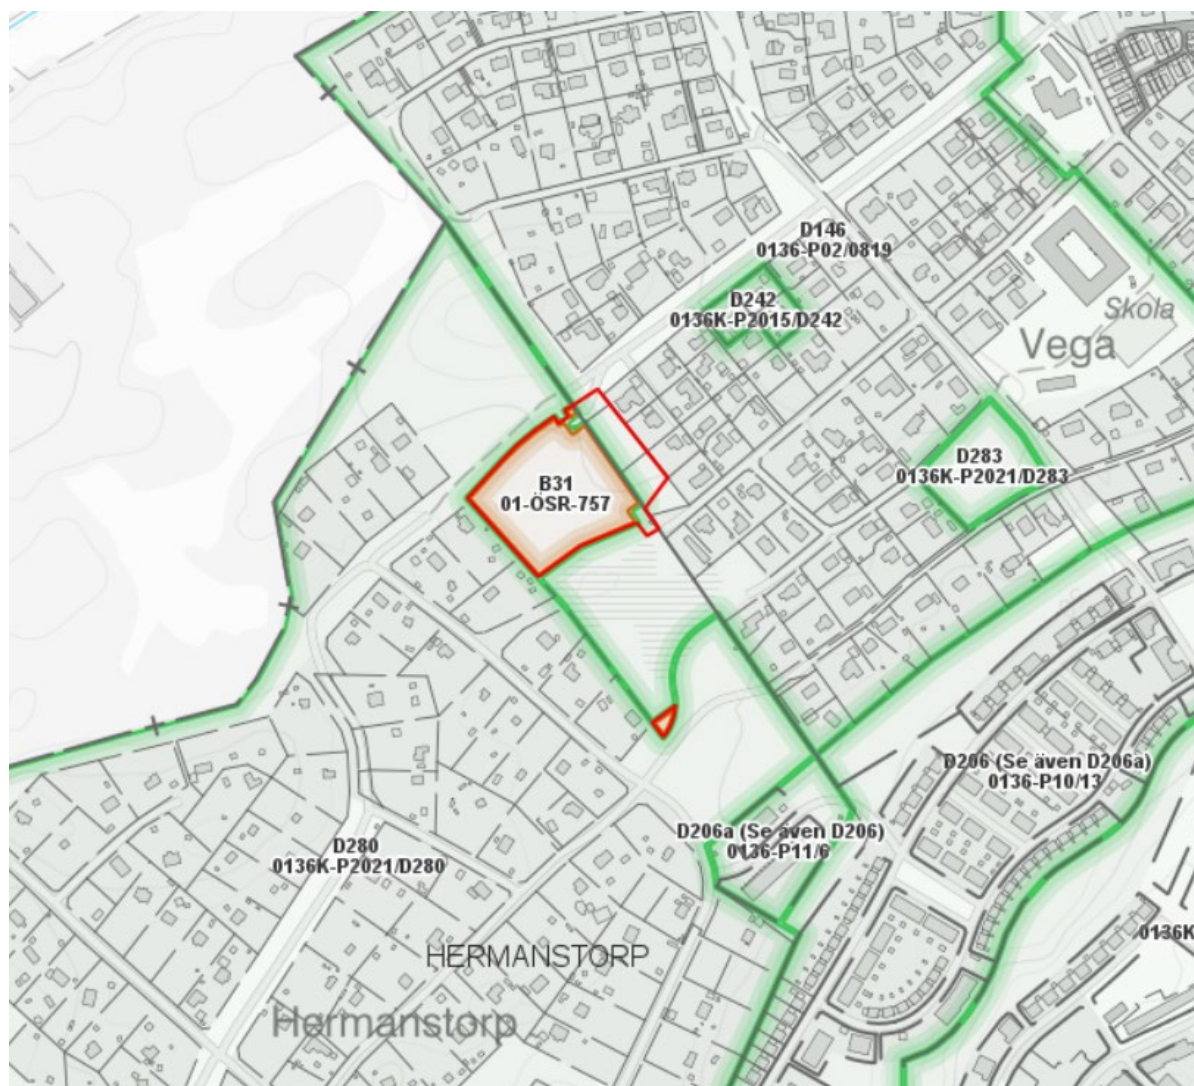 D146
0136-P02/0819
D242
0136K-P2015/D242
Skola
Vega
D283
0136K-P2021/D283
B31
01-ÖSR-757
D206 (Se även D206a)
0136-P10/13
D206a (Se även D206)
0136-P11/6
D280
0136K-P2021/D280
0136K
HERMANSTORP
Hermanstorp